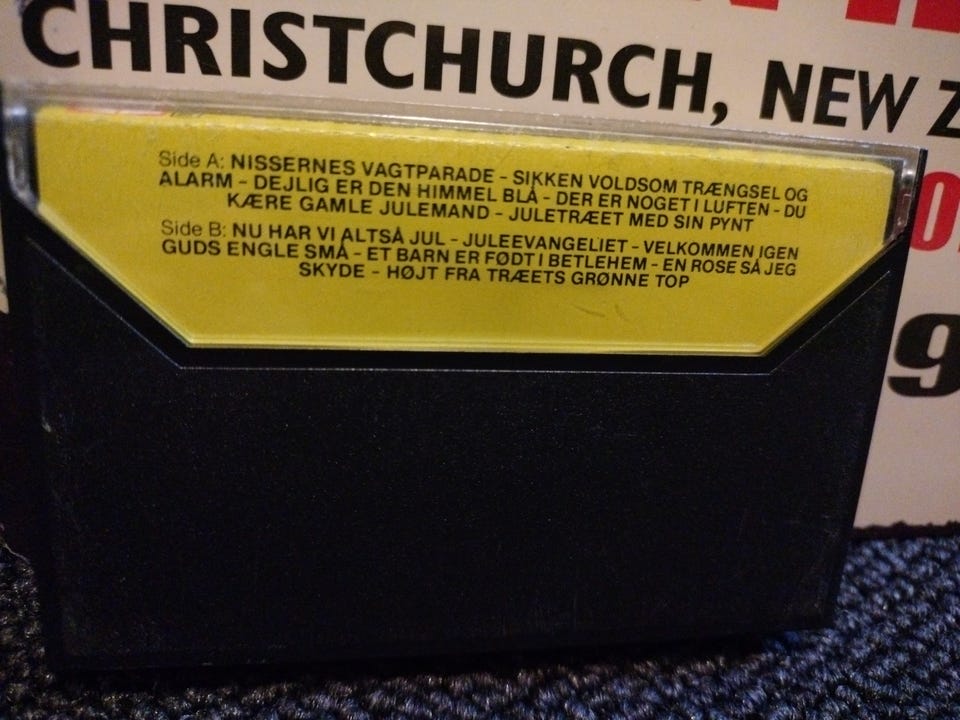 CHRISTCHURCH, NEW Z
Side A: NISSERNES VAGTPARADE – SIKKEN VOLDSOM TRÆNGSEL OG
ALARM – DEJLIG ER DEN HIMMEL BLÅ – DER ER NOGET I LUFTEN – DU
KÆRE GAMLE JULEMAND – JULETRÆET MED SIN PYNT
Side B: NU HAR VI ALTSÅ JUL – JULEEVANGELIET – VELKOMMEN IGEN
GUDS ENGLE SMÅ – ET BARN ER FØDT I BETLEHEM – EN ROSE SÅ JEG
SKYDE – HØJT FRA TRÆETS GRØNNE TOP
9